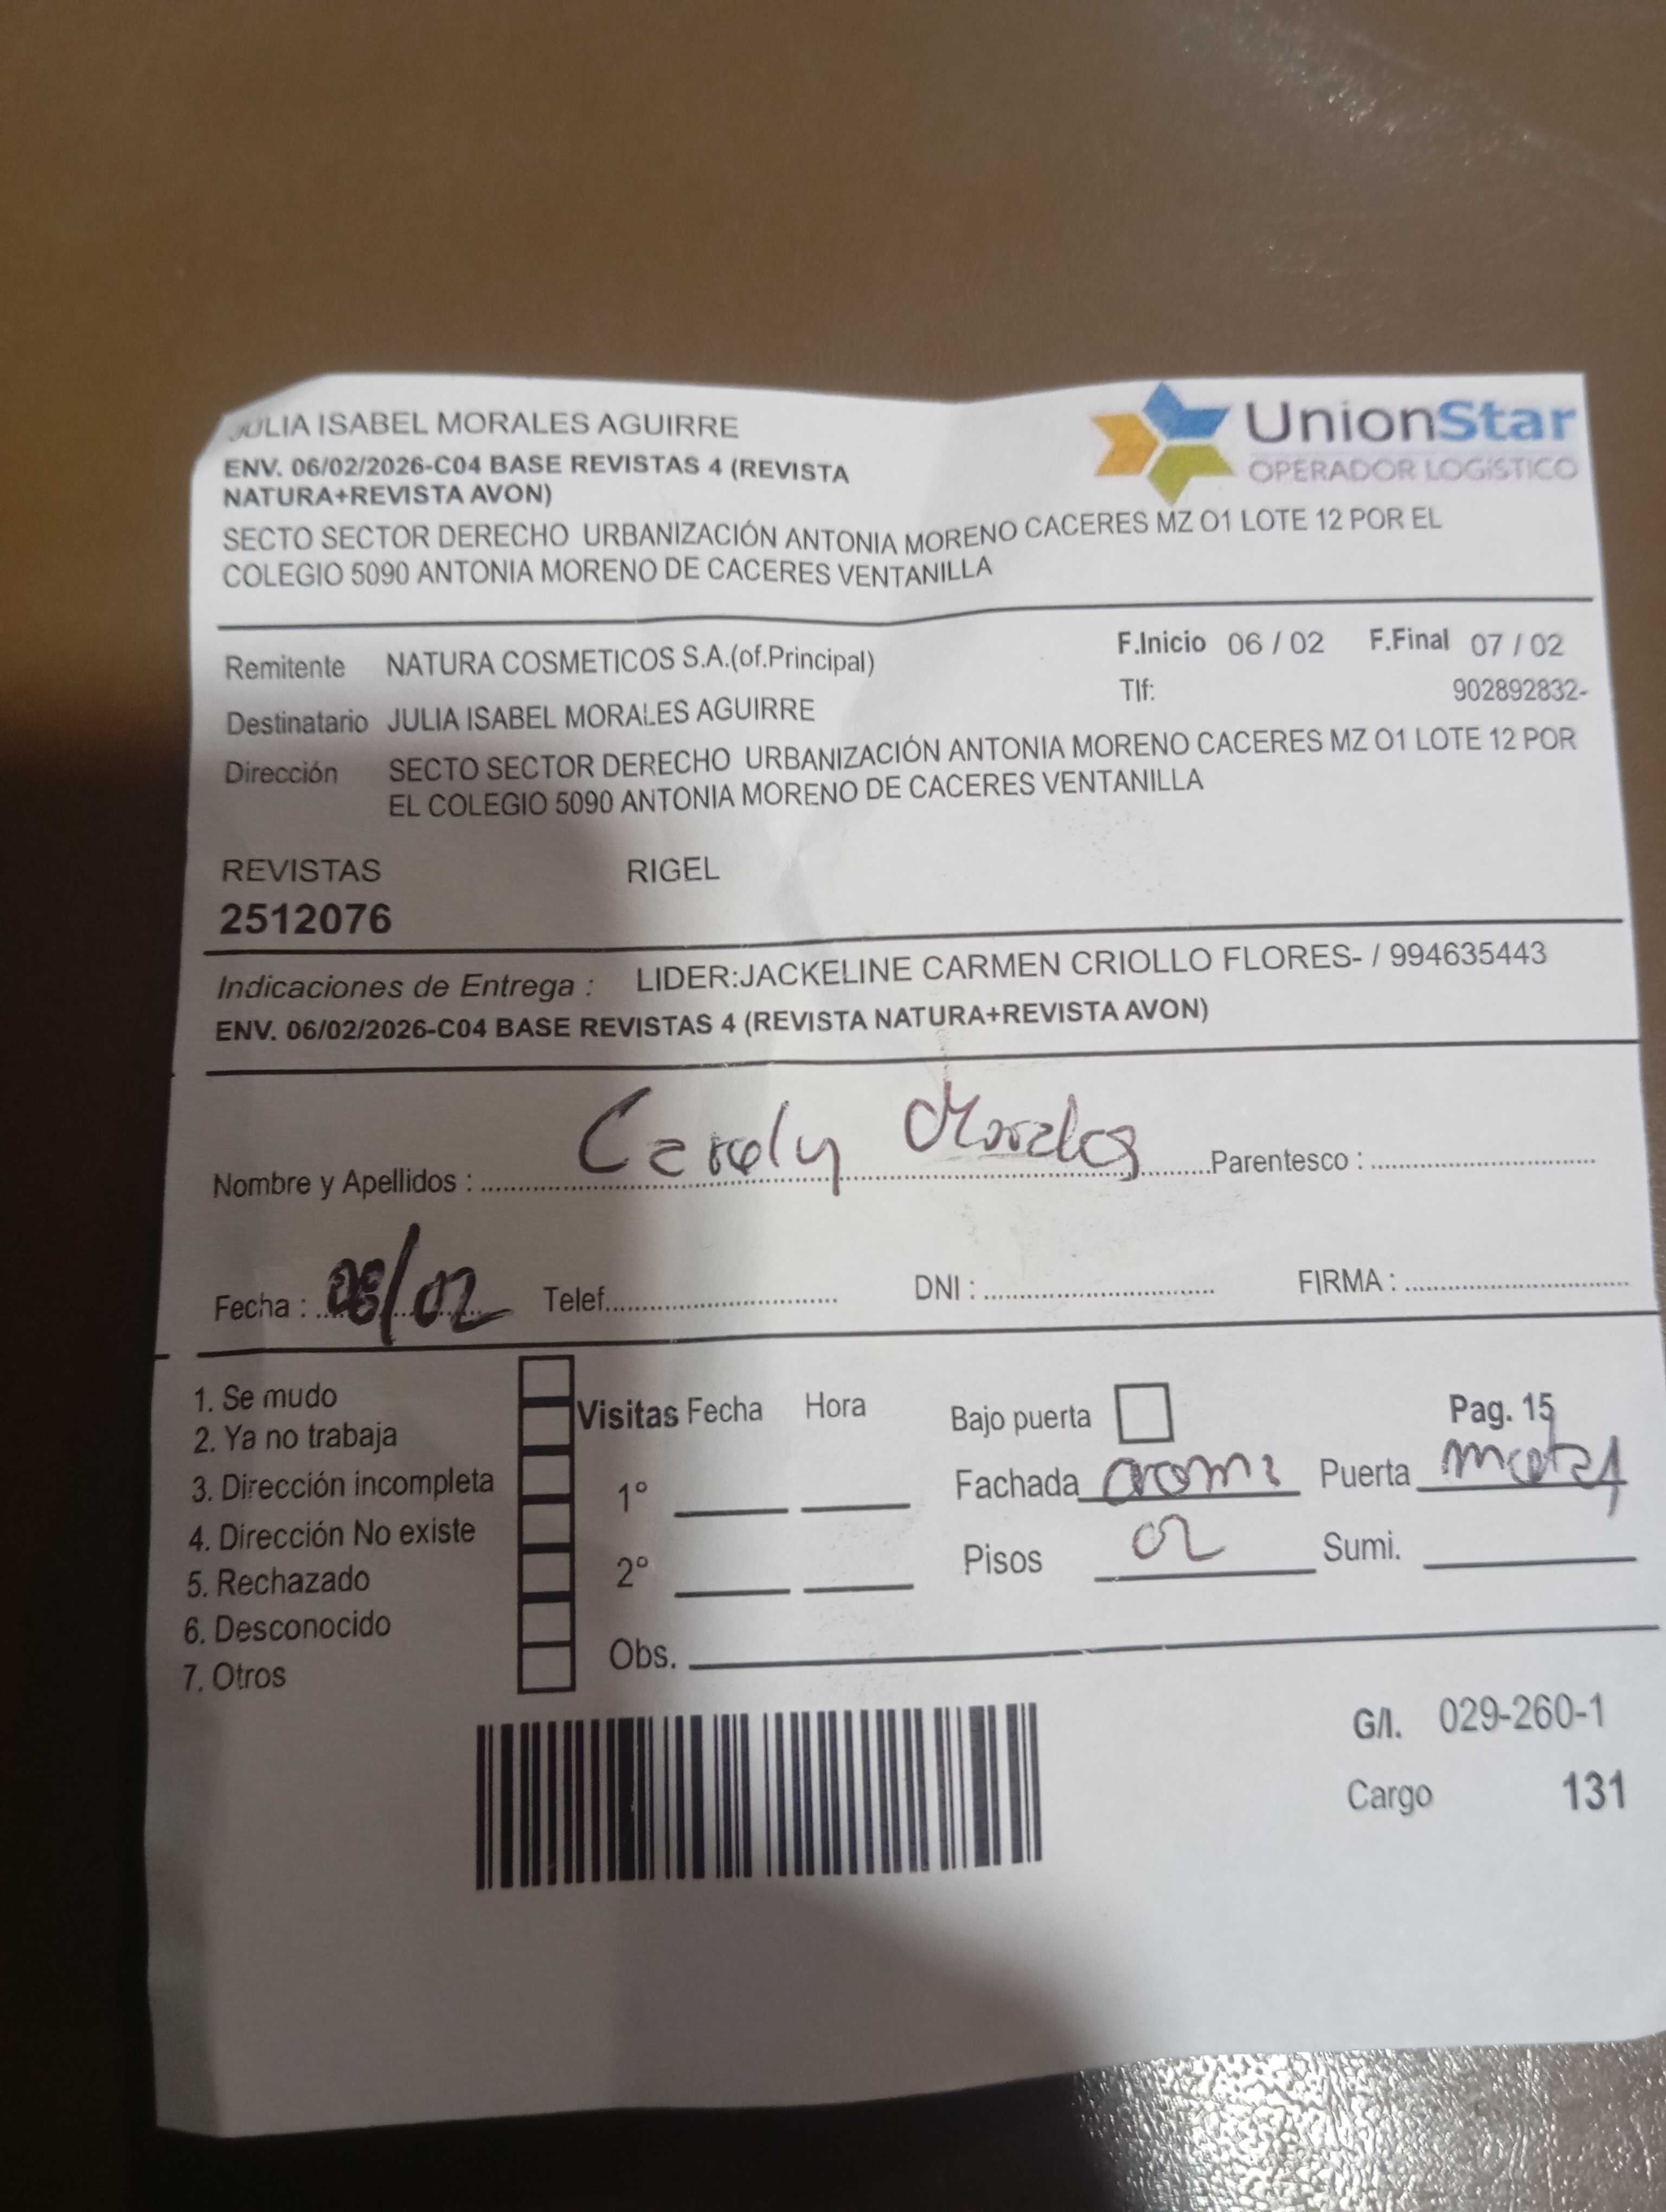 JULIA ISABEL MORALES AGUIRRE
UnionStar
OPERADOR LOGÍSTICO
ENV. 06/02/2026-C04 BASE REVISTAS 4 (REVISTA
NATURA+REVISTA AVON)
SECTO SECTOR DERECHO URBANIZACIÓN ANTONIA MORENO CACERES MZ O1 LOTE 12 POR EL
COLEGIO 5090 ANTONIA MORENO DE CACERES VENTANILLA
Remitente NATURA COSMETICOS S.A.(of.Principal) F.Inicio 06 / 02 F.Final 07 / 02
Tlf: 902892832-
Destinatario JULIA ISABEL MORALES AGUIRRE
Dirección SECTO SECTOR DERECHO URBANIZACIÓN ANTONIA MORENO CACERES MZ O1 LOTE 12 POR
EL COLEGIO 5090 ANTONIA MORENO DE CACERES VENTANILLA
REVISTAS RIGEL
2512076
Indicaciones de Entrega : LIDER:JACKELINE CARMEN CRIOLLO FLORES- / 994635443
ENV. 06/02/2026-C04 BASE REVISTAS 4 (REVISTA NATURA+REVISTA AVON)
Nombre y Apellidos : Morales Parentesco :
Fecha : 08/02 Telef. DNI : FIRMA :
1. Se mudo
2. Ya no trabaja
3. Dirección incompleta
4. Dirección No existe
5. Rechazado
6. Desconocido
7. Otros
Visitas Fecha Hora
1°
2°
Obs.
Bajo puerta Pag. 15
Fachada Puerta
Pisos 02 Sumi.
G/I. 029-260-1
Cargo 131